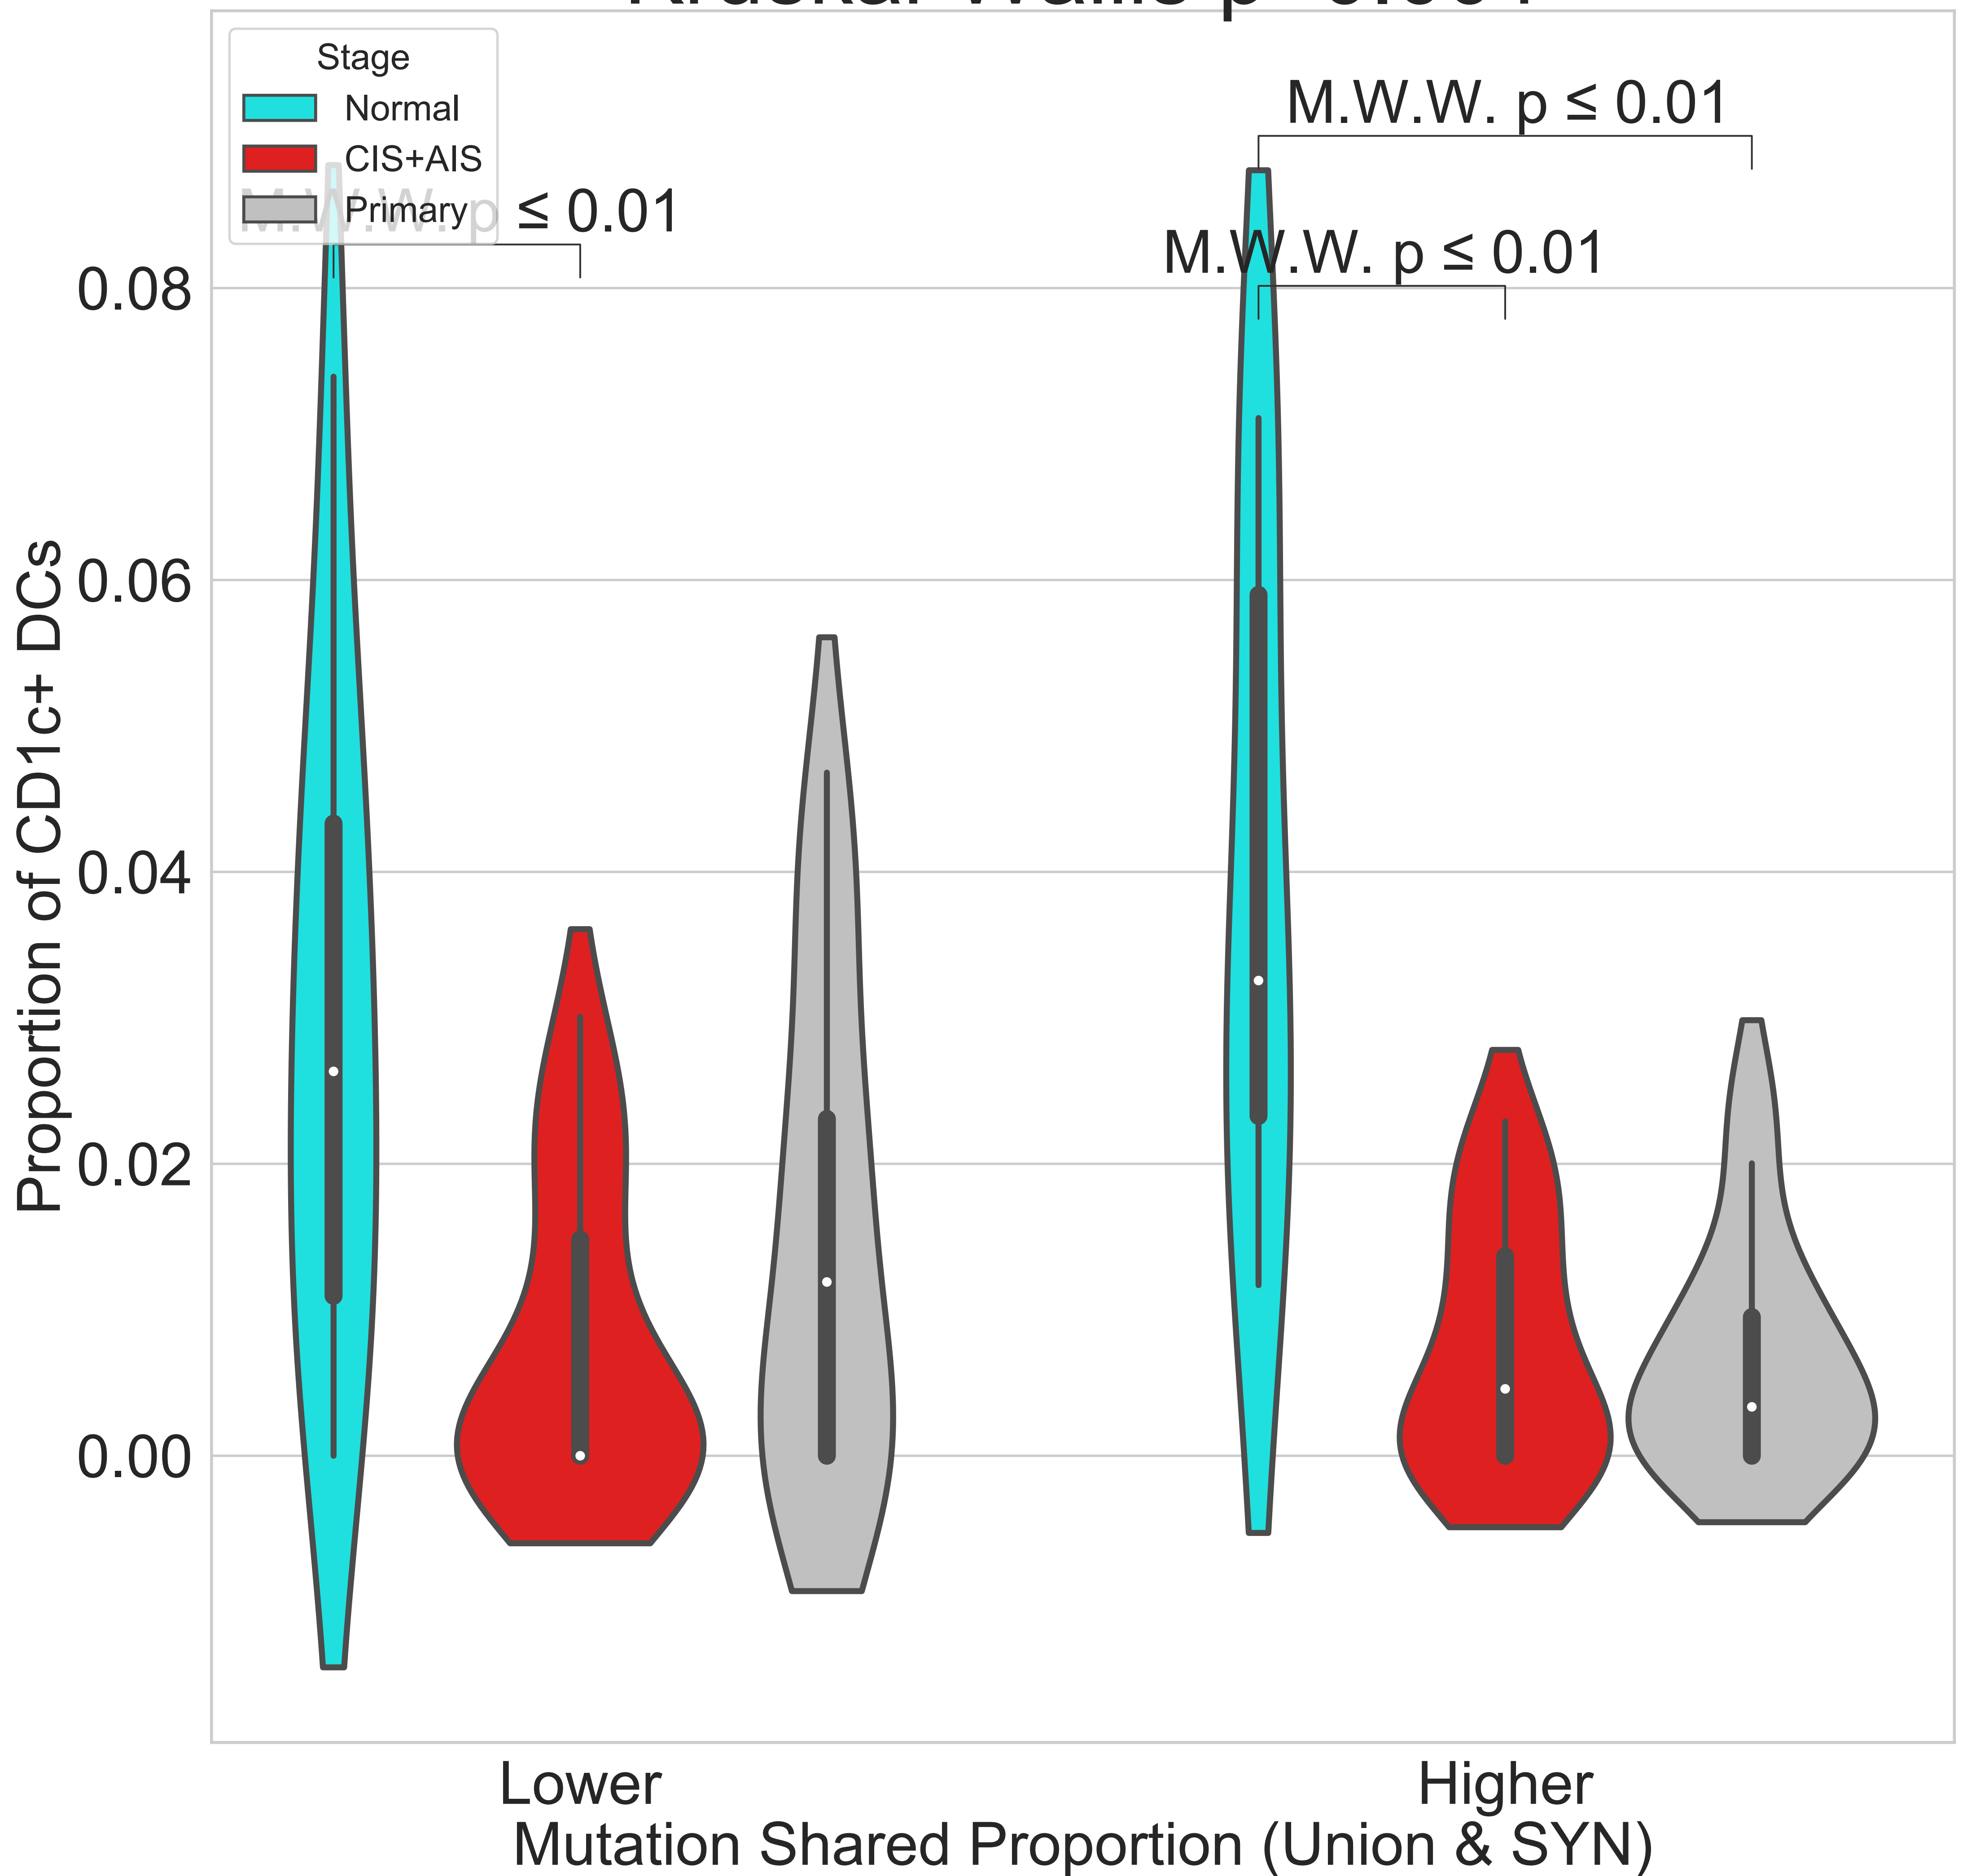 Stage
Normal
CIS+AIS
Primary
M.W.W. p ≤ 0.01
M.W.W. p ≤ 0.01
M.W.W. p ≤ 0.01
0.08
0.06
0.04
0.02
0.00
Proportion of CD1c+ DCs
Lower
Higher
Mutation Shared Proportion (Union & SYN)